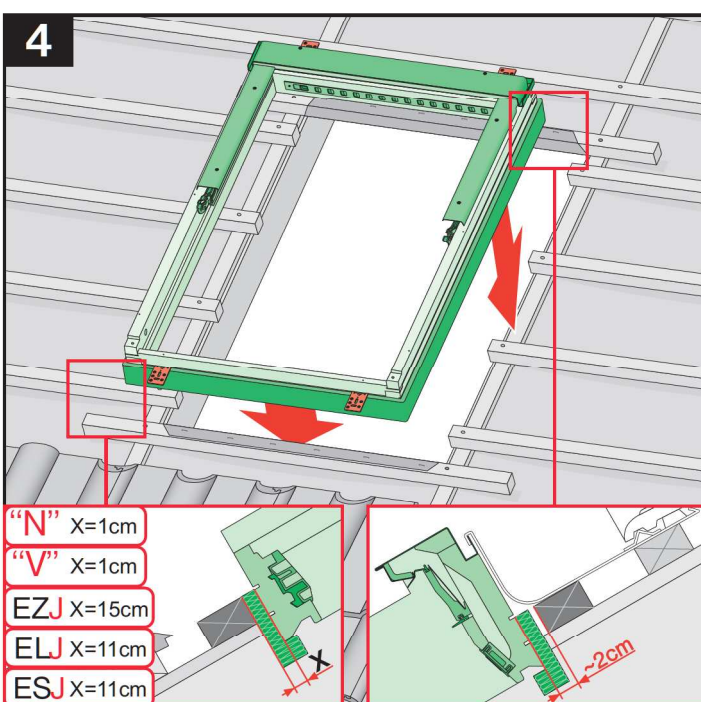 4
“N” X=1cm
“V” X=1cm
EZJ X=15cm
ELJ X=11cm
ESJ X=11cm
X
~2cm